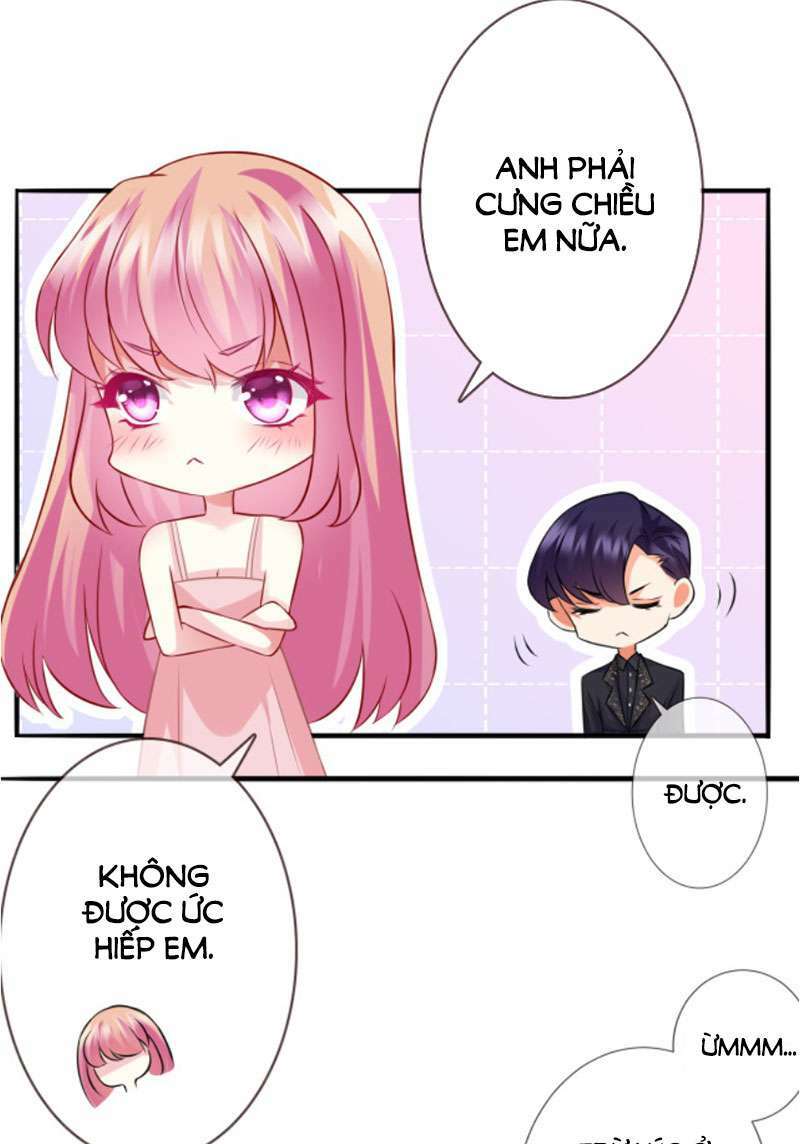 ANH PHẢI
CƯNG CHIỀU
EM NỮA.
ĐƯỢC.
KHÔNG
ĐƯỢC ỨC
HIẾP EM.
ỪMMM...